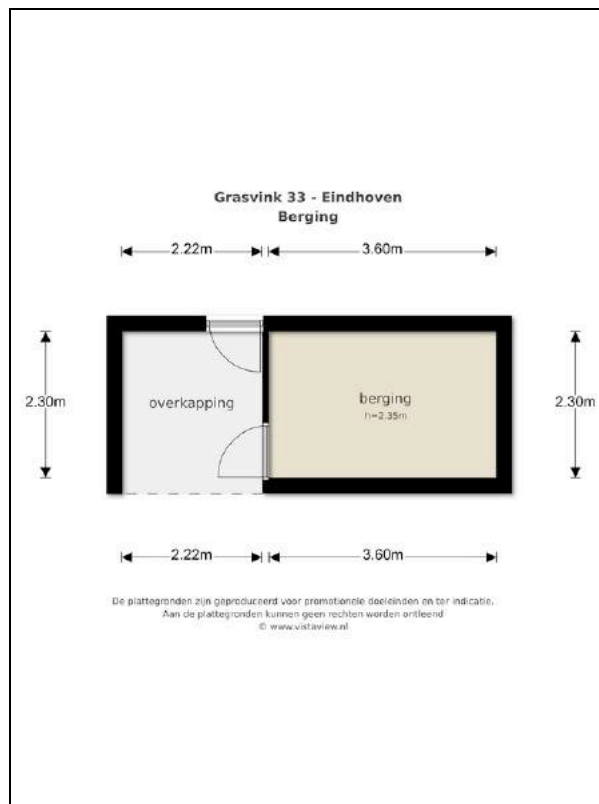 Grasvink 33 - Eindhoven
Berging
2.22m 3.60m
2.30m 2.30m
overkapping berging
h=2.35m
2.22m 3.60m
De plattegronden zijn geproduceerd voor promotionele doeleinden en ter indicatie.
Aan de plattegronden kunnen geen rechten worden ontleend
© www.vistaview.nl